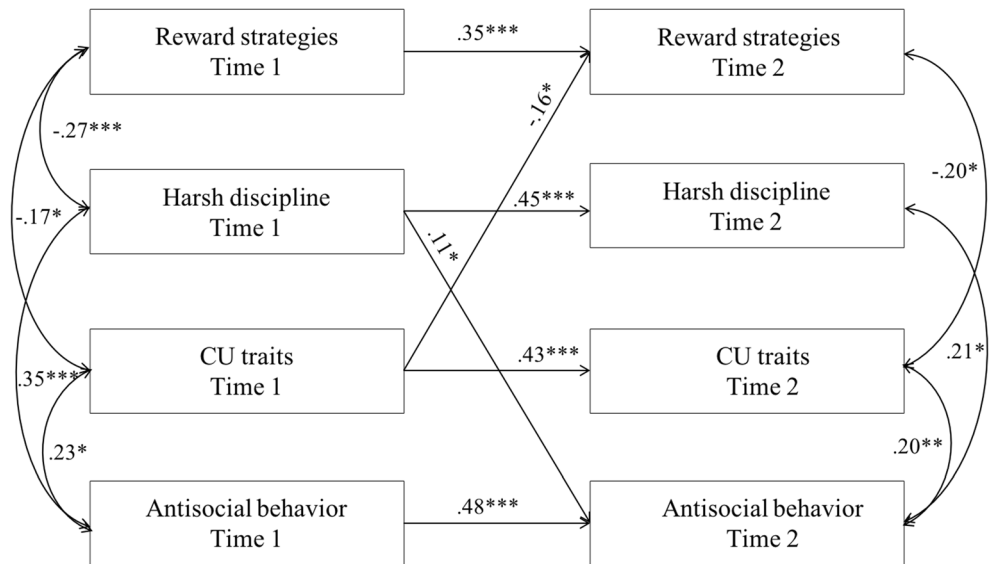 Reward strategies
Time 1
.35***
Reward strategies
Time 2
-.27***
-.16*
Harsh discipline
Time 1
.45***
Harsh discipline
Time 2
-.20*
-.17*
.11*
CU traits
Time 1
.43***
CU traits
Time 2
.21*
.35***
.23*
.20**
Antisocial behavior
Time 1
.48***
Antisocial behavior
Time 2